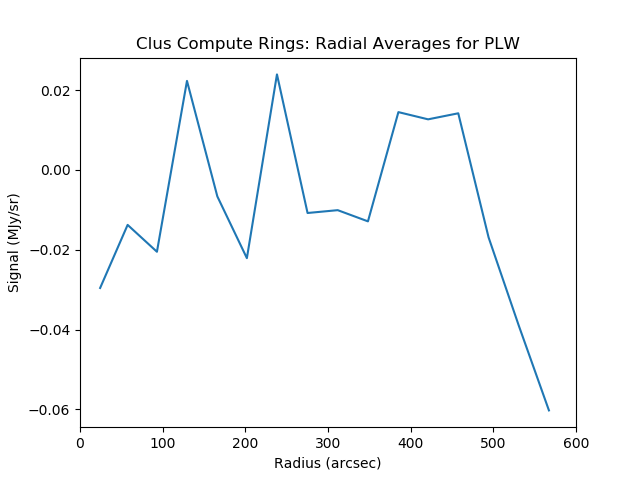 Clus Compute Rings: Radial Averages for PLW
0.02
0.00
−0.02
−0.04
−0.06
Signal (MJy/sr)
0 100 200 300 400 500 600
Radius (arcsec)